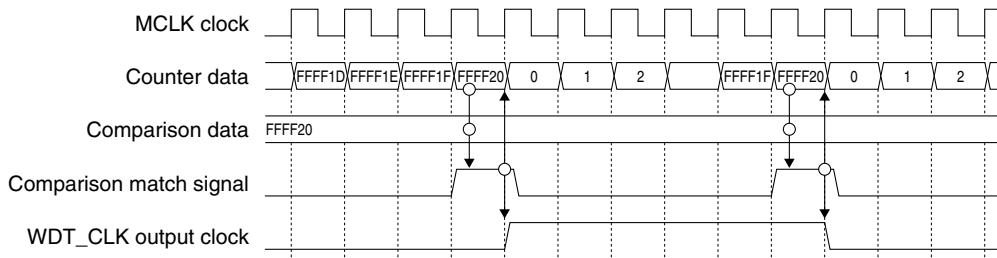 MCLK clock
Counter data FFFF1D FFFF1E FFFF1F FFFF20 0 1 2 FFFF1F FFFF20 0 1 2
Comparison data FFFF20
Comparison match signal
WDT_CLK output clock